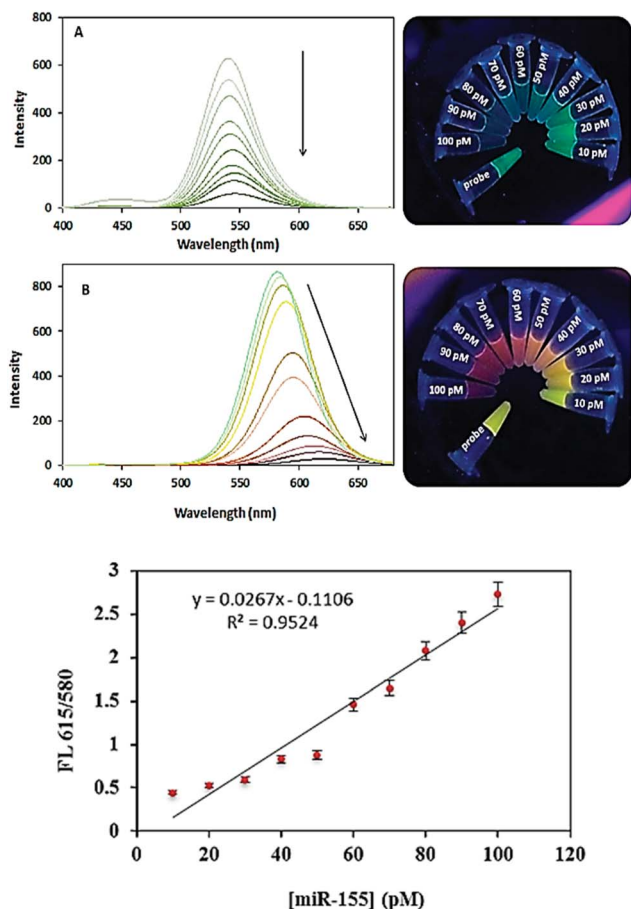 A
800
600
400
200
0
Intensity
400 450 500 550 600 650
Wavelength (nm)
100 pM
90 pM
80 pM
70 pM
60 pM
50 pM
40 pM
30 pM
20 pM
10 pM
probe
B
800
600
400
200
0
Intensity
400 450 500 550 600 650
Wavelength (nm)
100 pM
90 pM
80 pM
70 pM
60 pM
50 pM
40 pM
30 pM
20 pM
10 pM
probe
y = 0.0267x - 0.1106
R² = 0.9524
3
2.5
2
1.5
1
0.5
0
FL 615/580
0 20 40 60 80 100 120
[miR-155] (pM)